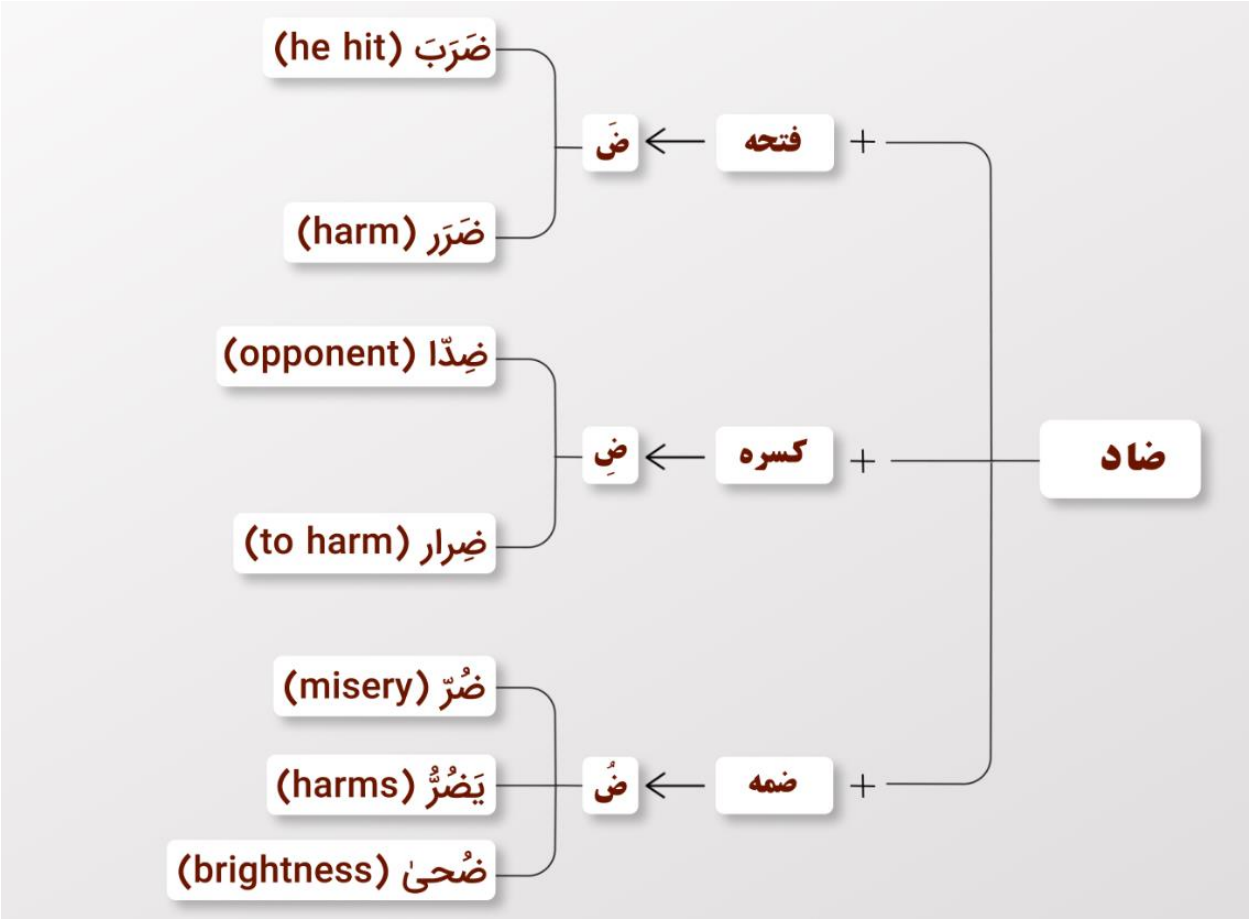 ضاد
+ فتحه ← ضَ
ضَرَبَ (he hit)
ضَرَر (harm)
+ کسره ← ضِ
ضِدّا (opponent)
ضِرار (to harm)
+ ضمه ← ضُ
ضُرّ (misery)
يَضُرُّ (harms)
ضُحیٰ (brightness)